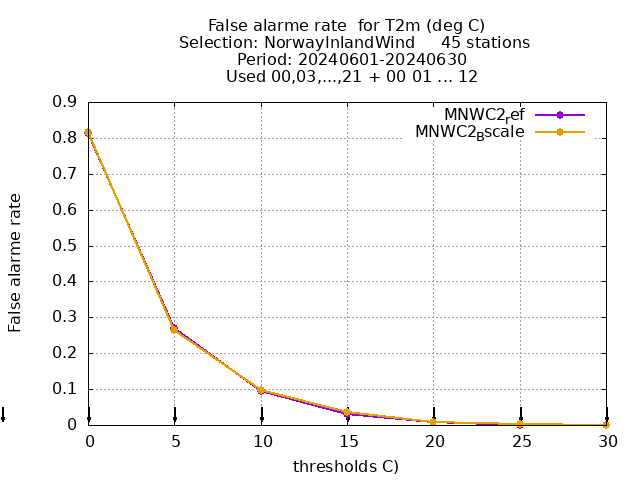 False alarme rate  for T2m (deg C)
Selection: NorwayInlandWind     45 stations
Period: 20240601-20240630
Used 00,03,...,21 + 00 01 ... 12
MNWC2ref
MNWC2Bscale
False alarme rate
0.9
0.8
0.7
0.6
0.5
0.4
0.3
0.2
0.1
0
0 5 10 15 20 25 30
thresholds C)